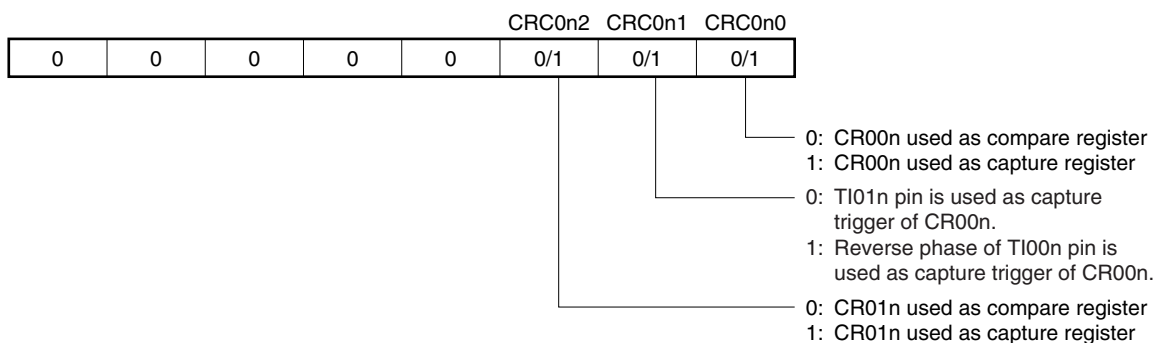 CRC0n2 CRC0n1 CRC0n0
0 0 0 0 0 0/1 0/1 0/1
0: CR00n used as compare register
1: CR00n used as capture register
0: TI01n pin is used as capture
trigger of CR00n.
1: Reverse phase of TI00n pin is
used as capture trigger of CR00n.
0: CR01n used as compare register
1: CR01n used as capture register